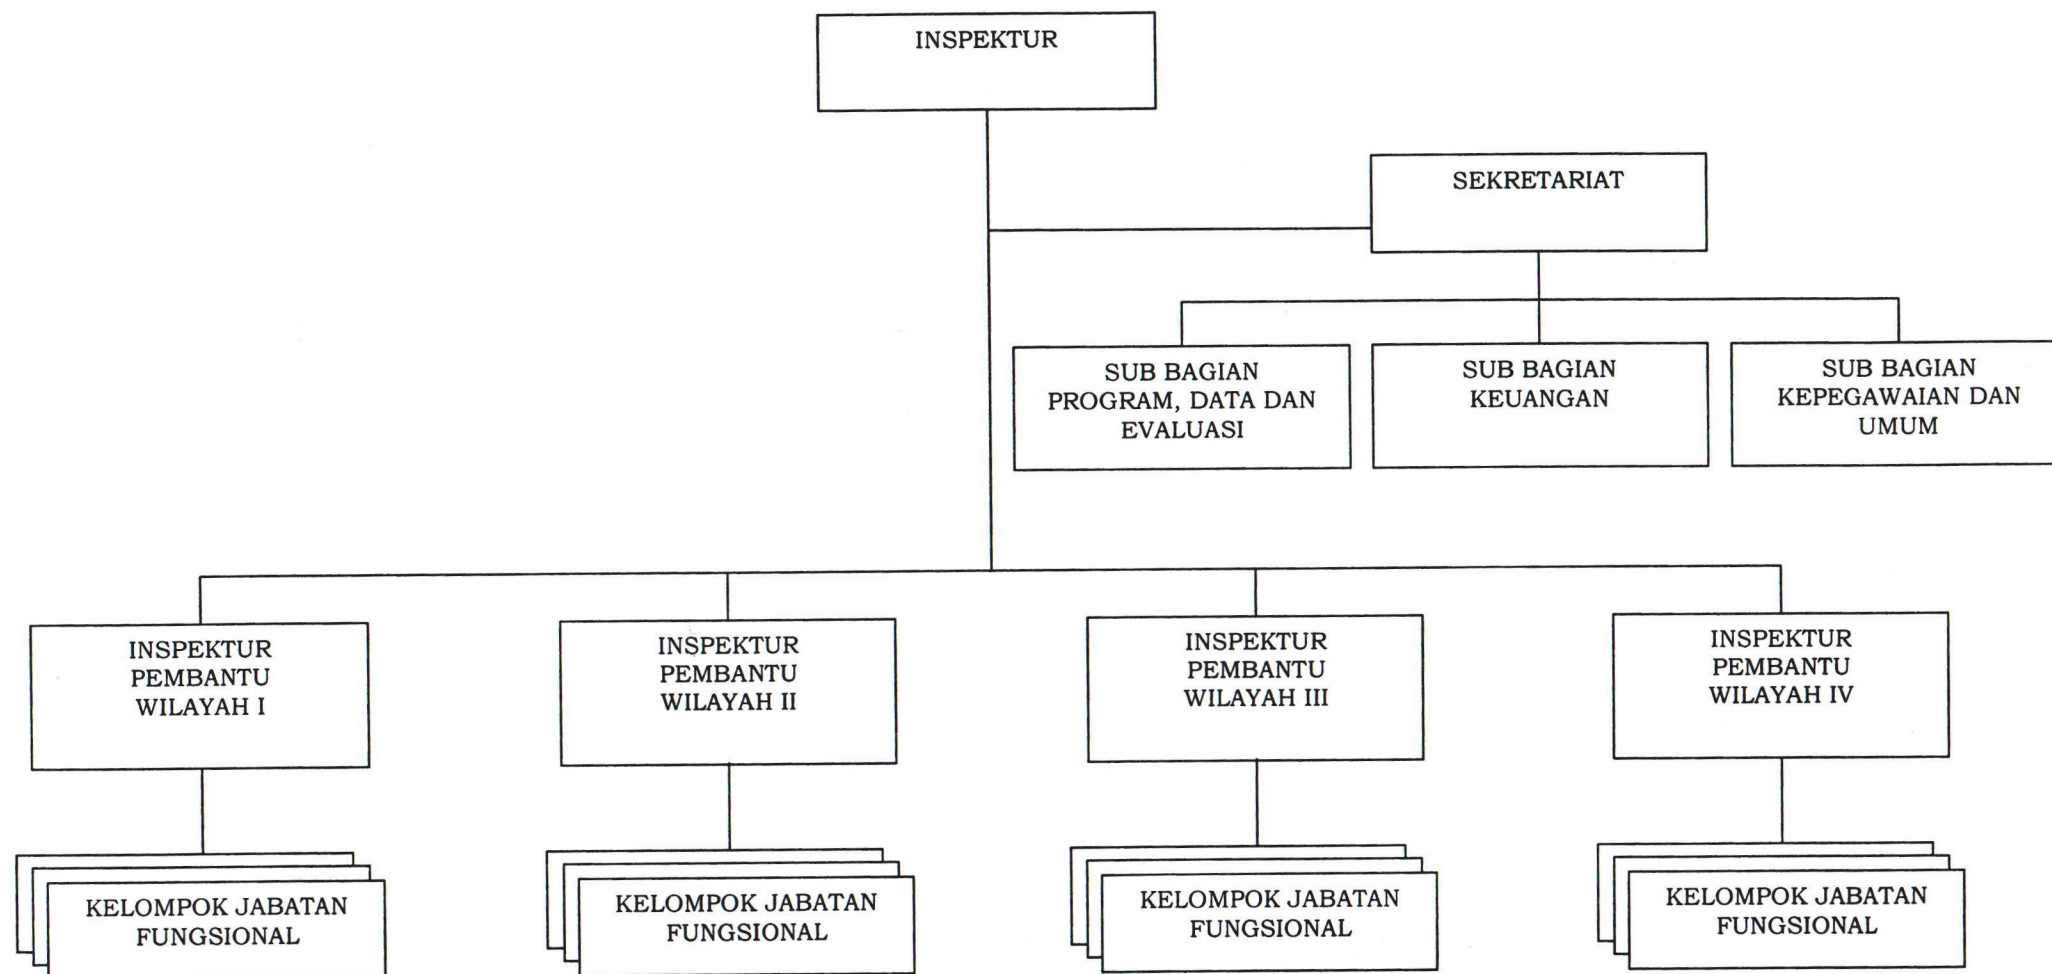 INSPEKTUR
SEKRETARIAT
SUB BAGIAN
PROGRAM, DATA DAN
EVALUASI
SUB BAGIAN
KEUANGAN
SUB BAGIAN
KEPEGAWAIAN DAN
UMUM
INSPEKTUR
PEMBANTU
WILAYAH I
INSPEKTUR
PEMBANTU
WILAYAH II
INSPEKTUR
PEMBANTU
WILAYAH III
INSPEKTUR
PEMBANTU
WILAYAH IV
KELOMPOK JABATAN
FUNGSIONAL
KELOMPOK JABATAN
FUNGSIONAL
KELOMPOK JABATAN
FUNGSIONAL
KELOMPOK JABATAN
FUNGSIONAL